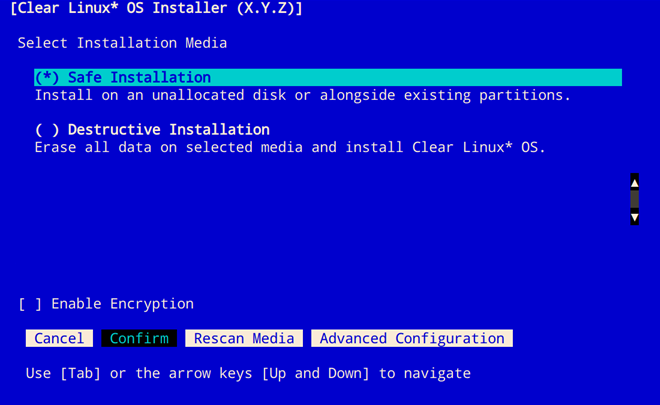 [Clear Linux* OS Installer (X.Y.Z)]
Select Installation Media
(*) Safe Installation
Install on an unallocated disk or alongside existing partitions.
( ) Destructive Installation
Erase all data on selected media and install Clear Linux* OS.
[ ] Enable Encryption
Cancel Confirm Rescan Media Advanced Configuration
Use [Tab] or the arrow keys [Up and Down] to navigate